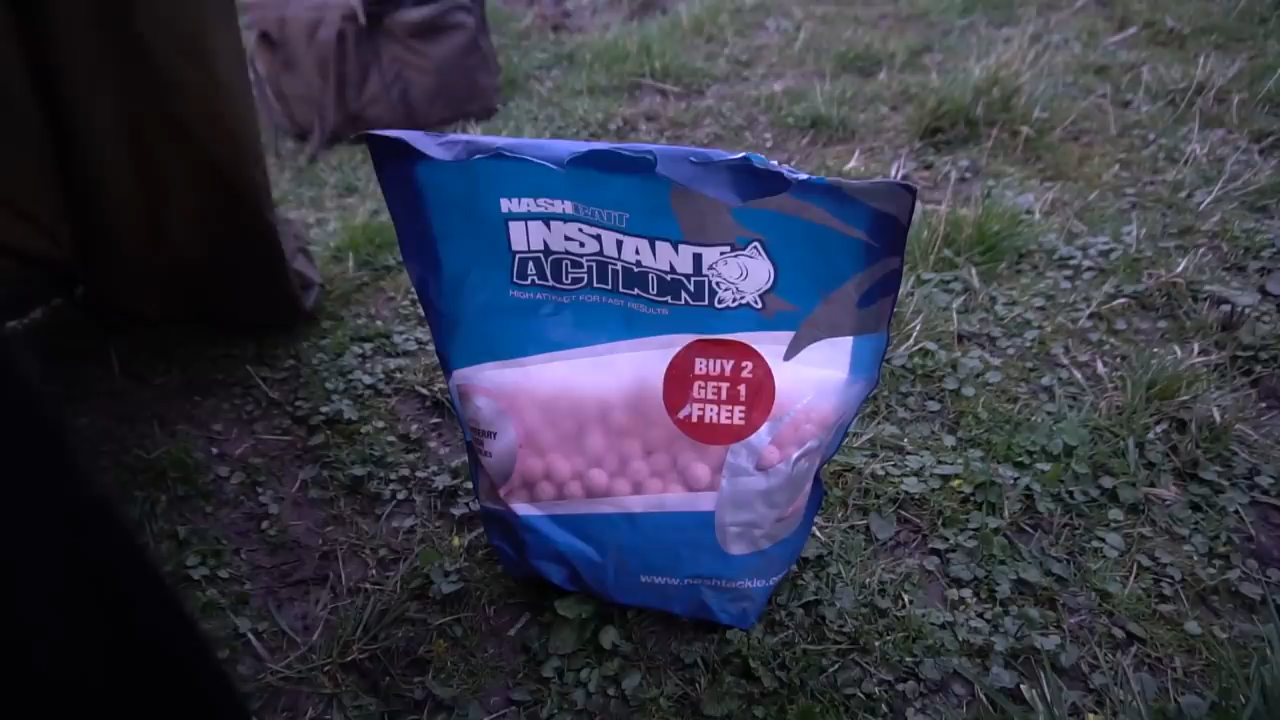 NASHBAIT
INSTANT
ACTION
HIGH ATTRACT FOR FAST RESULTS
BUY 2
GET 1
FREE
www.nashtackle.co